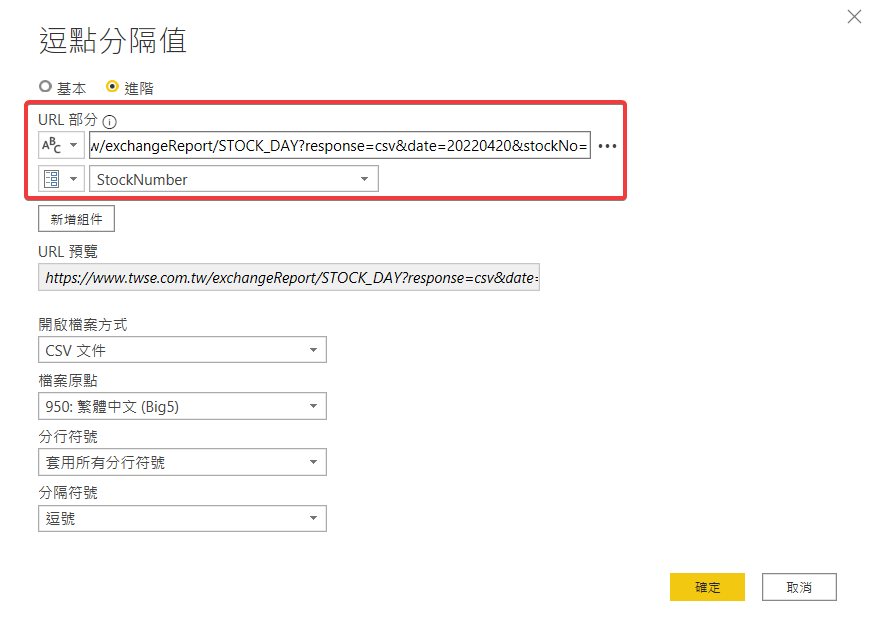 逗點分隔值
基本 進階
URL 部分
ABC w/exchangeReport/STOCK_DAY?response=csv&date=20220420&stockNo= •••
StockNumber
新增組件
URL 預覽
https://www.twse.com.tw/exchangeReport/STOCK_DAY?response=csv&date=
開啟檔案方式
CSV 文件
檔案原點
950: 繁體中文 (Big5)
分行符號
套用所有分行符號
分隔符號
逗號
確定 取消